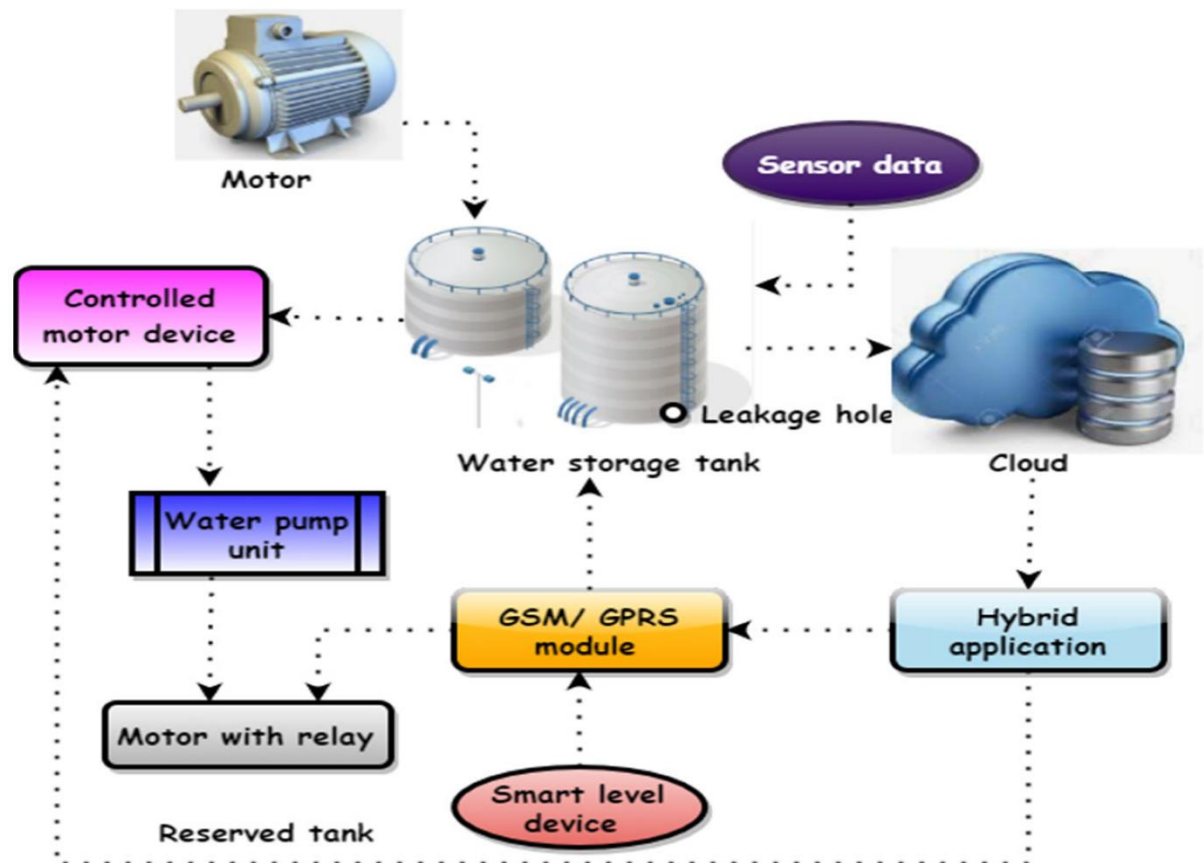 Motor
Sensor data
Controlled
motor device
Leakage hole
Water storage tank
Cloud
Water pump
unit
GSM/ GPRS
module
Hybrid
application
Motor with relay
Smart level
device
Reserved tank